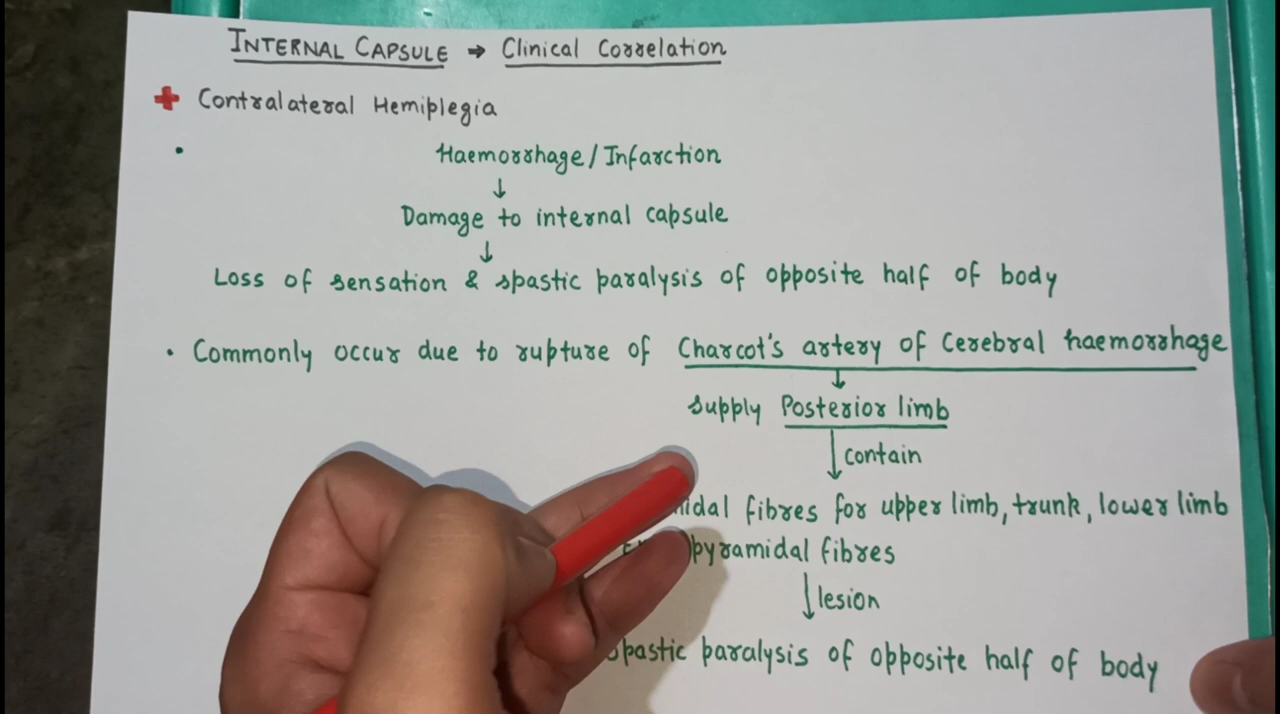 INTERNAL CAPSULE → Clinical Correlation
+ Contralateral Hemiplegia
• Haemorrhage/Infarction
↓
Damage to internal capsule
↓
Loss of sensation & spastic paralysis of opposite half of body
• Commonly occur due to rupture of Charcot's artery of Cerebral haemorrhage
↓
supply Posterior limb
↓ contain
fibres for upper limb, trunk, lower limb
fibres
↓ lesion
spastic paralysis of opposite half of body